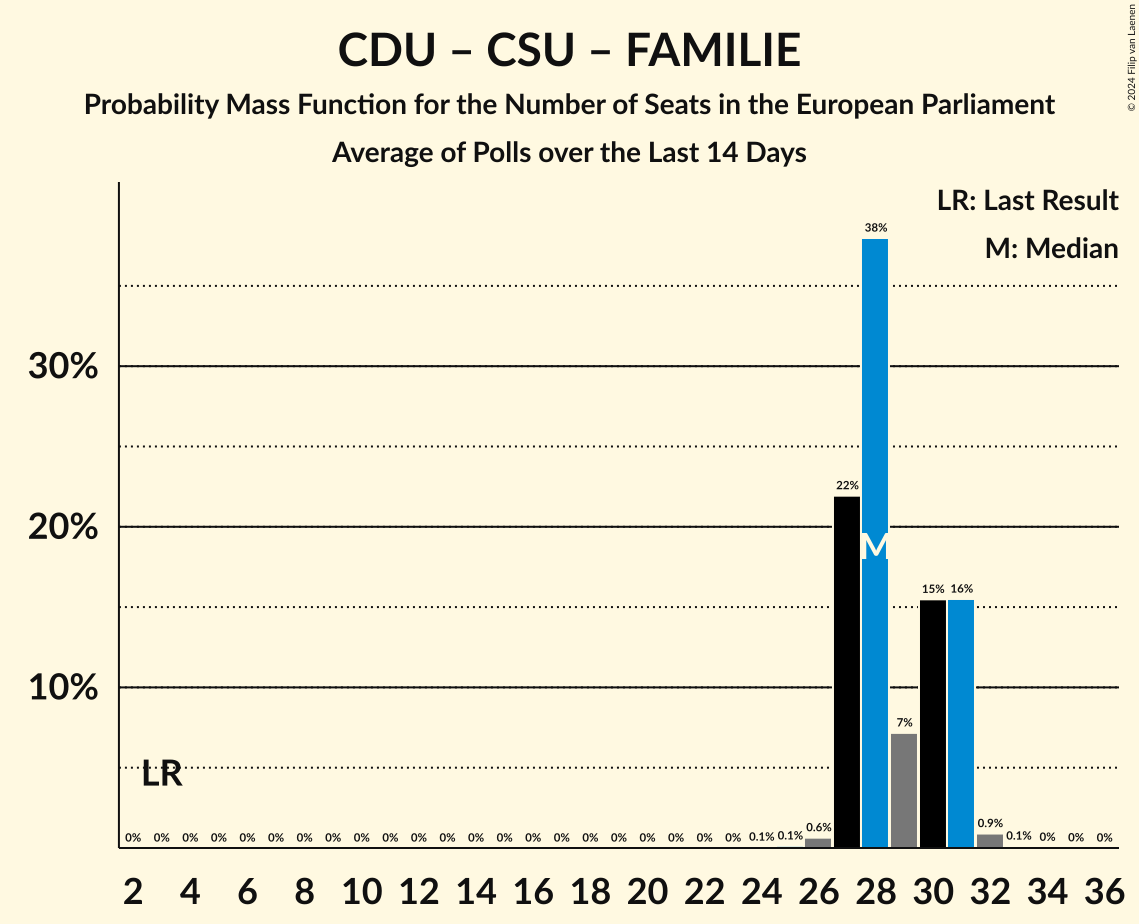 CDU – CSU – FAMILIE
Probability Mass Function for the Number of Seats in the European Parliament
Average of Polls over the Last 14 Days
© 2024 Filip van Laenen
LR: Last Result
M: Median
38%
30%
22%
20%
M
15% 16%
10%
7%
LR
0% 0% 0% 0% 0% 0% 0% 0% 0% 0% 0% 0% 0% 0% 0% 0% 0% 0% 0% 0% 0% 0% 0.1% 0.1% 0.6% 0.9% 0.1% 0% 0% 0%
2 4 6 8 10 12 14 16 18 20 22 24 26 28 30 32 34 36